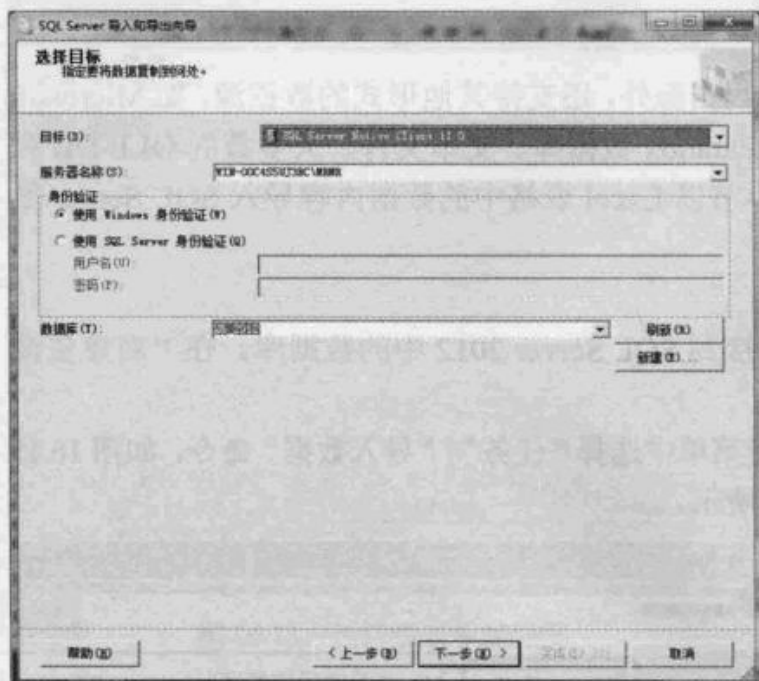 SQL Server 导入和导出向导
选择目标
指定要将数据复制到何处。
目标(S):
SQL Server Native Client 11.0
服务器名称(S):
身份验证
使用 Windows 身份验证(W)
使用 SQL Server 身份验证(Q)
用户名(U):
密码(P):
数据库(T):
刷新(R)
新建(E)...
帮助(H)
< 上一步(B)
下一步(N) >
取消